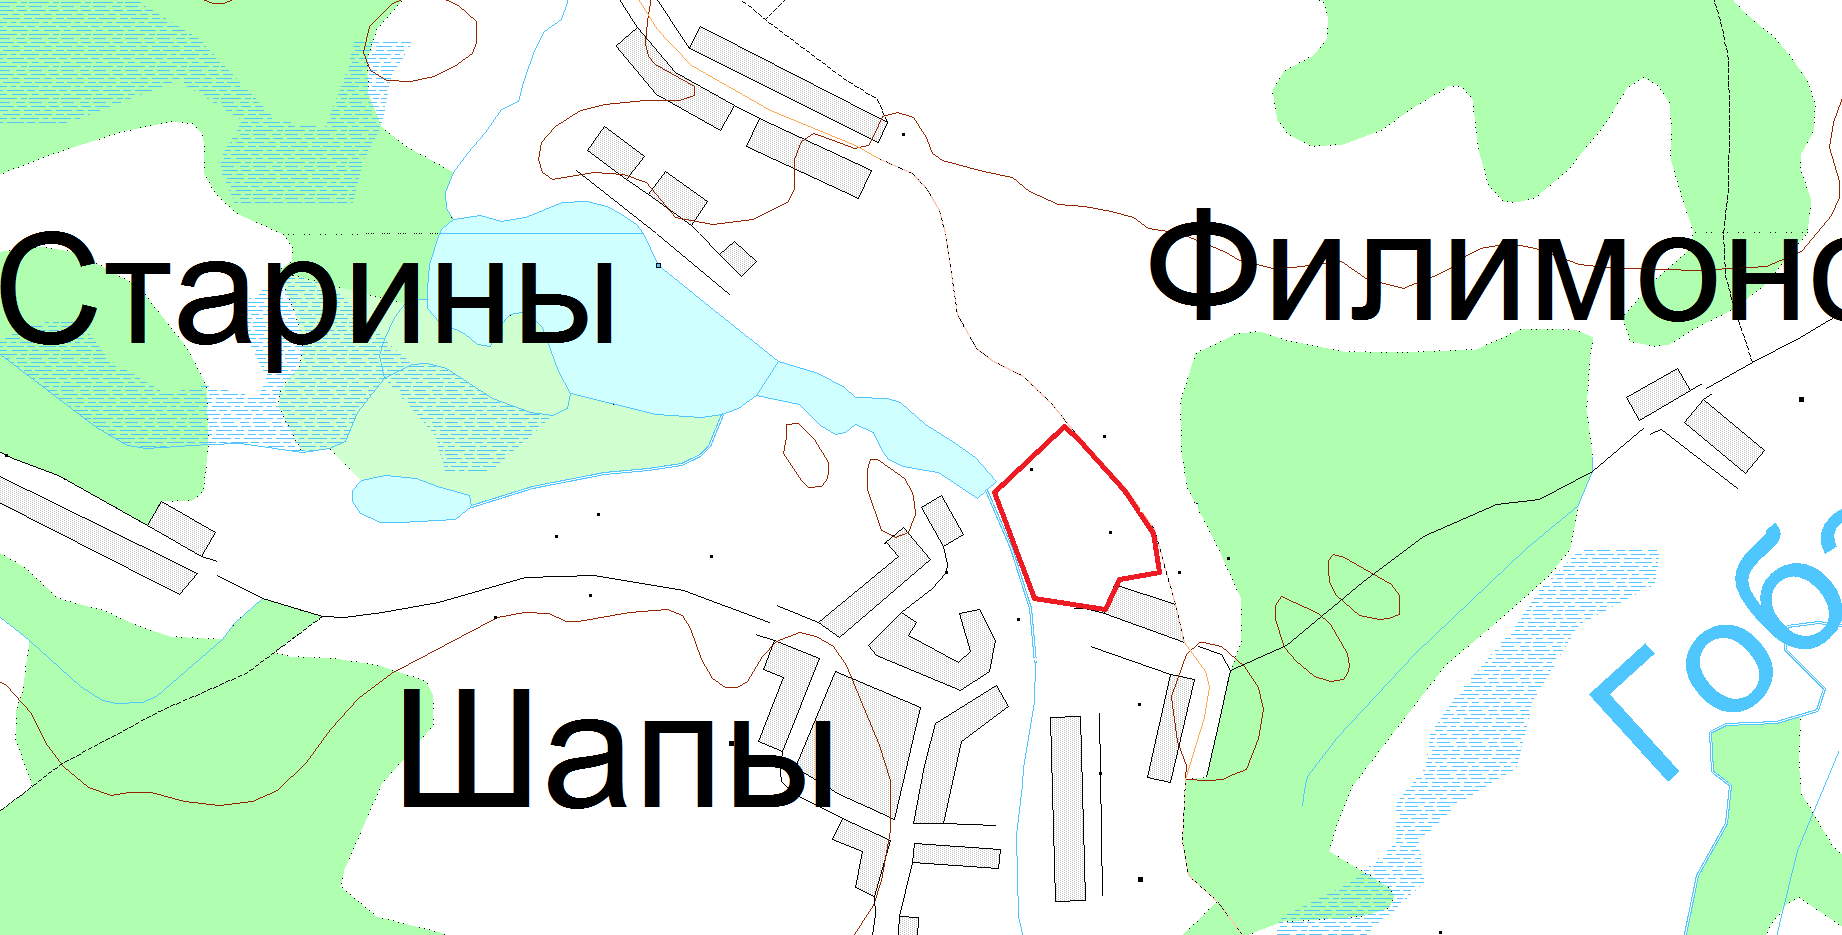 Старины
Филимоно
Шапы
Гоб